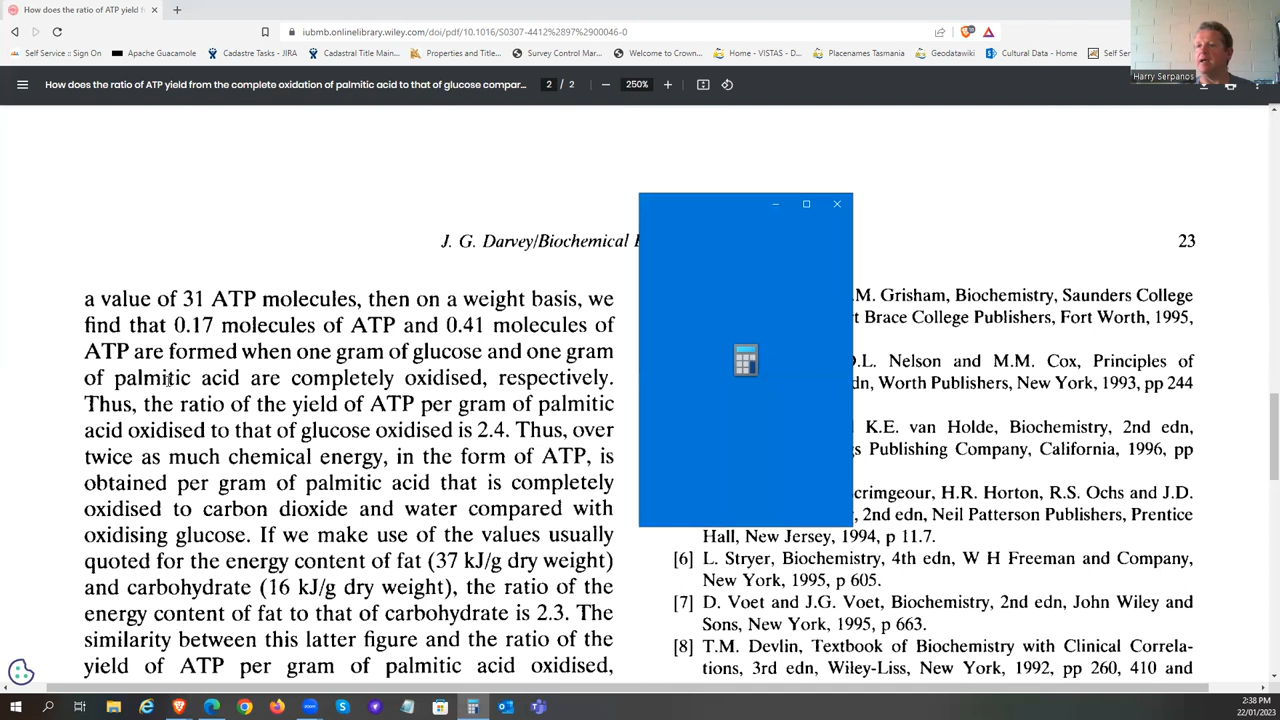 How does the ratio of ATP yield f
iubmb.onlinelibrary.wiley.com/doi/pdf/10.1016/S0307-4412%2897%2900046-0
Self Service :: Sign On
Apache Guacamole
Cadastre Tasks - JIRA
Cadastral Title Main...
Properties and Title...
Survey Control Mar...
Welcome to Crown...
Home - VISTAS - D...
Placenames Tasmania
Geodatawiki
Cultural Data - Home
Self Ser
Harry Serpanos
How does the ratio of ATP yield from the complete oxidation of palmitic acid to that of glucose compar...
2 / 2
250%
J. G. Darvey/Biochemical
23
a value of 31 ATP molecules, then on a weight basis, we
find that 0.17 molecules of ATP and 0.41 molecules of
ATP are formed when one gram of glucose and one gram
of palmitic acid are completely oxidised, respectively.
Thus, the ratio of the yield of ATP per gram of palmitic
acid oxidised to that of glucose oxidised is 2.4. Thus, over
twice as much chemical energy, in the form of ATP, is
obtained per gram of palmitic acid that is completely
oxidised to carbon dioxide and water compared with
oxidising glucose. If we make use of the values usually
quoted for the energy content of fat (37 kJ/g dry weight)
and carbohydrate (16 kJ/g dry weight), the ratio of the
energy content of fat to that of carbohydrate is 2.3. The
similarity between this latter figure and the ratio of the
yield of ATP per gram of palmitic acid oxidised,
.M. Grisham, Biochemistry, Saunders College
rt Brace College Publishers, Fort Worth, 1995,
D.L. Nelson and M.M. Cox, Principles of
edn, Worth Publishers, New York, 1993, pp 244
K.E. van Holde, Biochemistry, 2nd edn,
gs Publishing Company, California, 1996, pp
crimgeour, H.R. Horton, R.S. Ochs and J.D.
, 2nd edn, Neil Patterson Publishers, Prentice
Hall, New Jersey, 1994, p 11.7.
[6] L. Stryer, Biochemistry, 4th edn, W H Freeman and Company,
New York, 1995, p 605.
[7] D. Voet and J.G. Voet, Biochemistry, 2nd edn, John Wiley and
Sons, New York, 1995, p 663.
[8] T.M. Devlin, Textbook of Biochemistry with Clinical Correla-
tions, 3rd edn, Wiley-Liss, New York, 1992, pp 260, 410 and
2:38 PM
22/01/2023